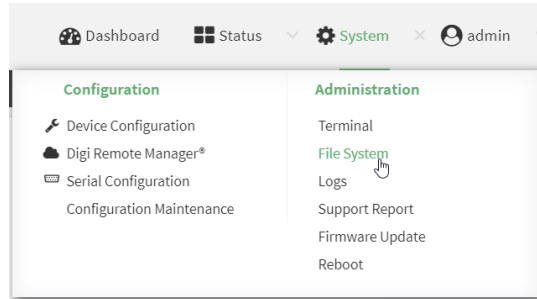 Dashboard Status System admin
Configuration
Device Configuration
Digi Remote Manager®
Serial Configuration
Configuration Maintenance
Administration
Terminal
File System
Logs
Support Report
Firmware Update
Reboot